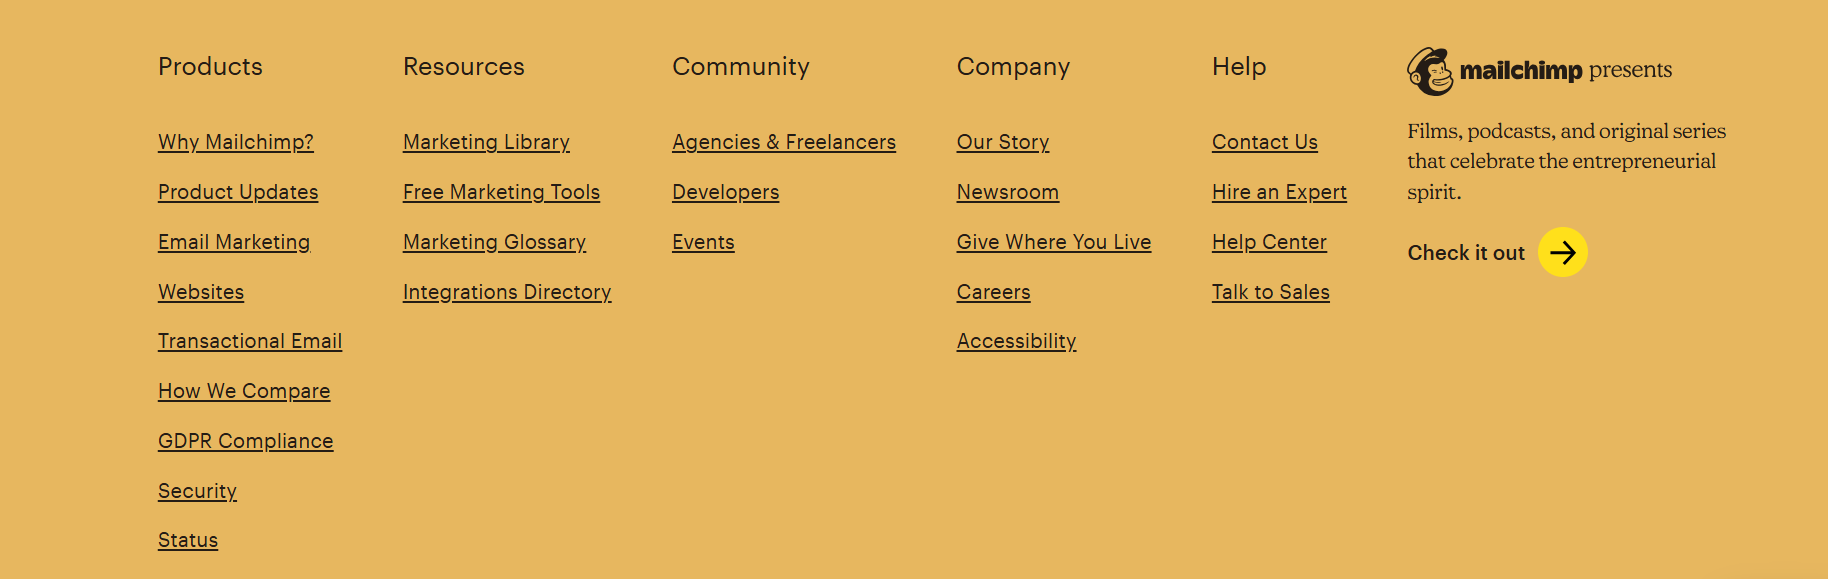 Products
Why Mailchimp?
Product Updates
Email Marketing
Websites
Transactional Email
How We Compare
GDPR Compliance
Security
Status
Resources
Marketing Library
Free Marketing Tools
Marketing Glossary
Integrations Directory
Community
Agencies & Freelancers
Developers
Events
Company
Our Story
Newsroom
Give Where You Live
Careers
Accessibility
Help
Contact Us
Hire an Expert
Help Center
Talk to Sales
mailchimp presents
Films, podcasts, and original series
that celebrate the entrepreneurial
spirit.
Check it out